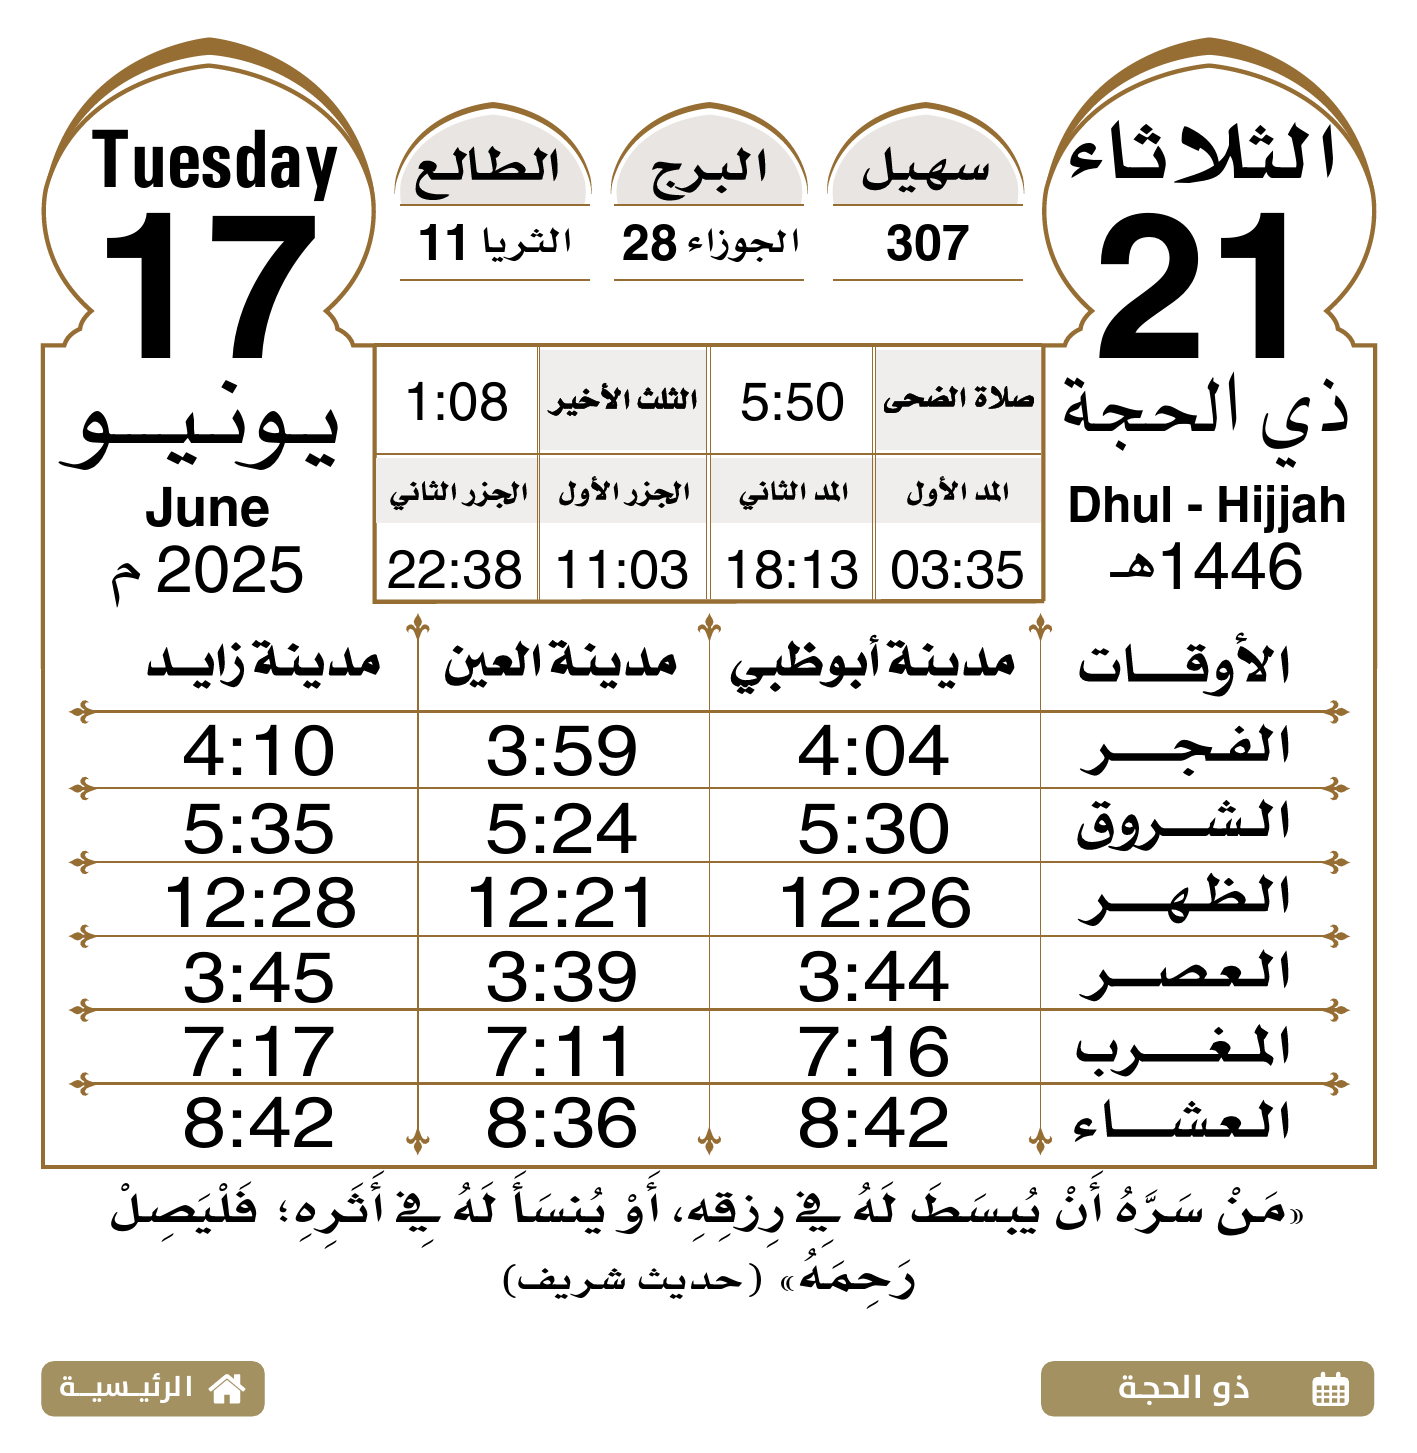 الثلاثاء
21
ذي الحجة
Dhul - Hijjah
1446هـ
سهيل
307
البرج
الجوزاء 28
الطالع
الثريا 11
Tuesday
17
يونيو
June
2025 م
صلاة الضحى 5:50 الثلث الأخير 1:08
المد الأول المد الثاني الجزر الأول الجزر الثاني
03:35 18:13 11:03 22:38
الأوقات مدينة أبوظبي مدينة العين مدينة زايد
الفجر 4:04 3:59 4:10
الشروق 5:30 5:24 5:35
الظهر 12:26 12:21 12:28
العصر 3:44 3:39 3:45
المغرب 7:16 7:11 7:17
العشاء 8:42 8:36 8:42
«مَنْ سَرَّهُ أَنْ يُبسَطَ لَهُ فِي رِزقِهِ، أَوْ يُنسَأَ لَهُ فِي أَثَرِهِ؛ فَلْيَصِلْ
رَحِمَهُ» (حديث شريف)
ذو الحجة
الرئيسية